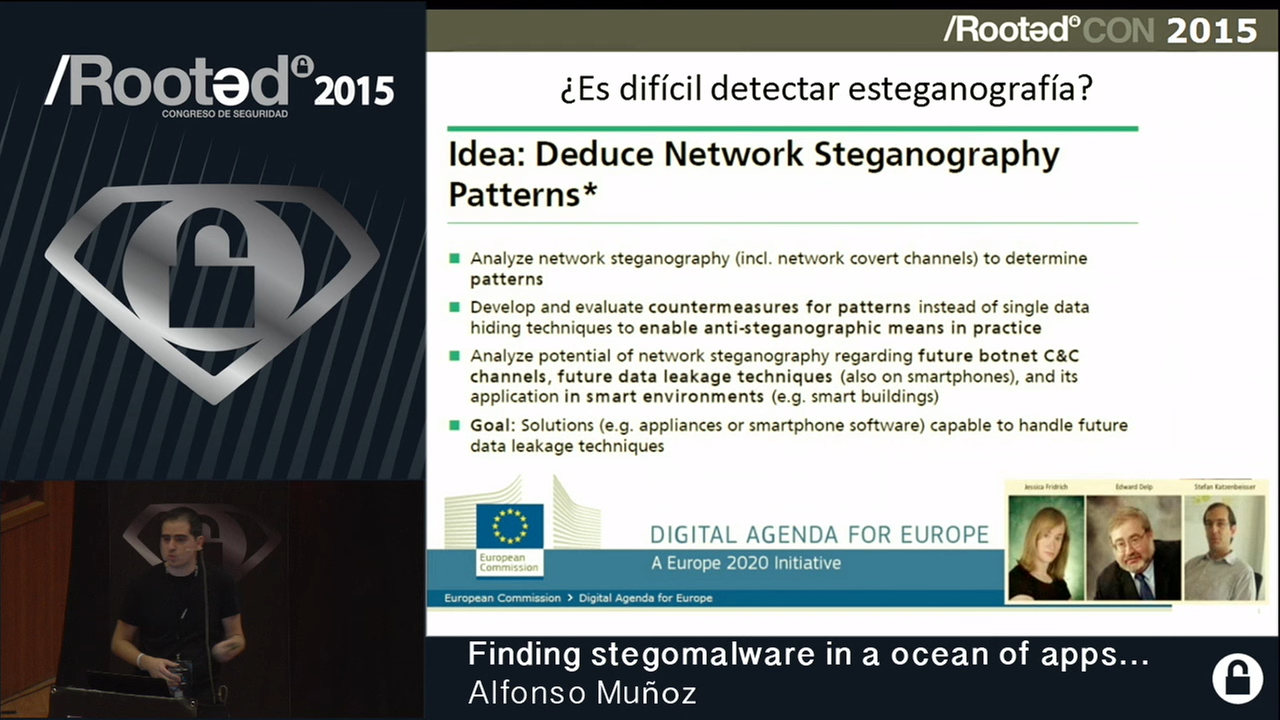 /Rooted 2015
CONGRESO DE SEGURIDAD
/RootedCON 2015
¿Es difícil detectar esteganografía?
Idea: Deduce Network Steganography
Patterns*
Analyze network steganography (incl. network covert channels) to determine
patterns
Develop and evaluate countermeasures for patterns instead of single data
hiding techniques to enable anti-steganographic means in practice
Analyze potential of network steganography regarding future botnet C&C
channels, future data leakage techniques (also on smartphones), and its
application in smart environments (e.g. smart buildings)
Goal: Solutions (e.g. appliances or smartphone software) capable to handle future
data leakage techniques
European
Commission
DIGITAL AGENDA FOR EUROPE
A Europe 2020 Initiative
European Commission > Digital Agenda for Europe
Jessica Fridrich
Edward Delp
Stefan Katzenbeisser
Finding stegomalware in a ocean of apps...
Alfonso Muñoz